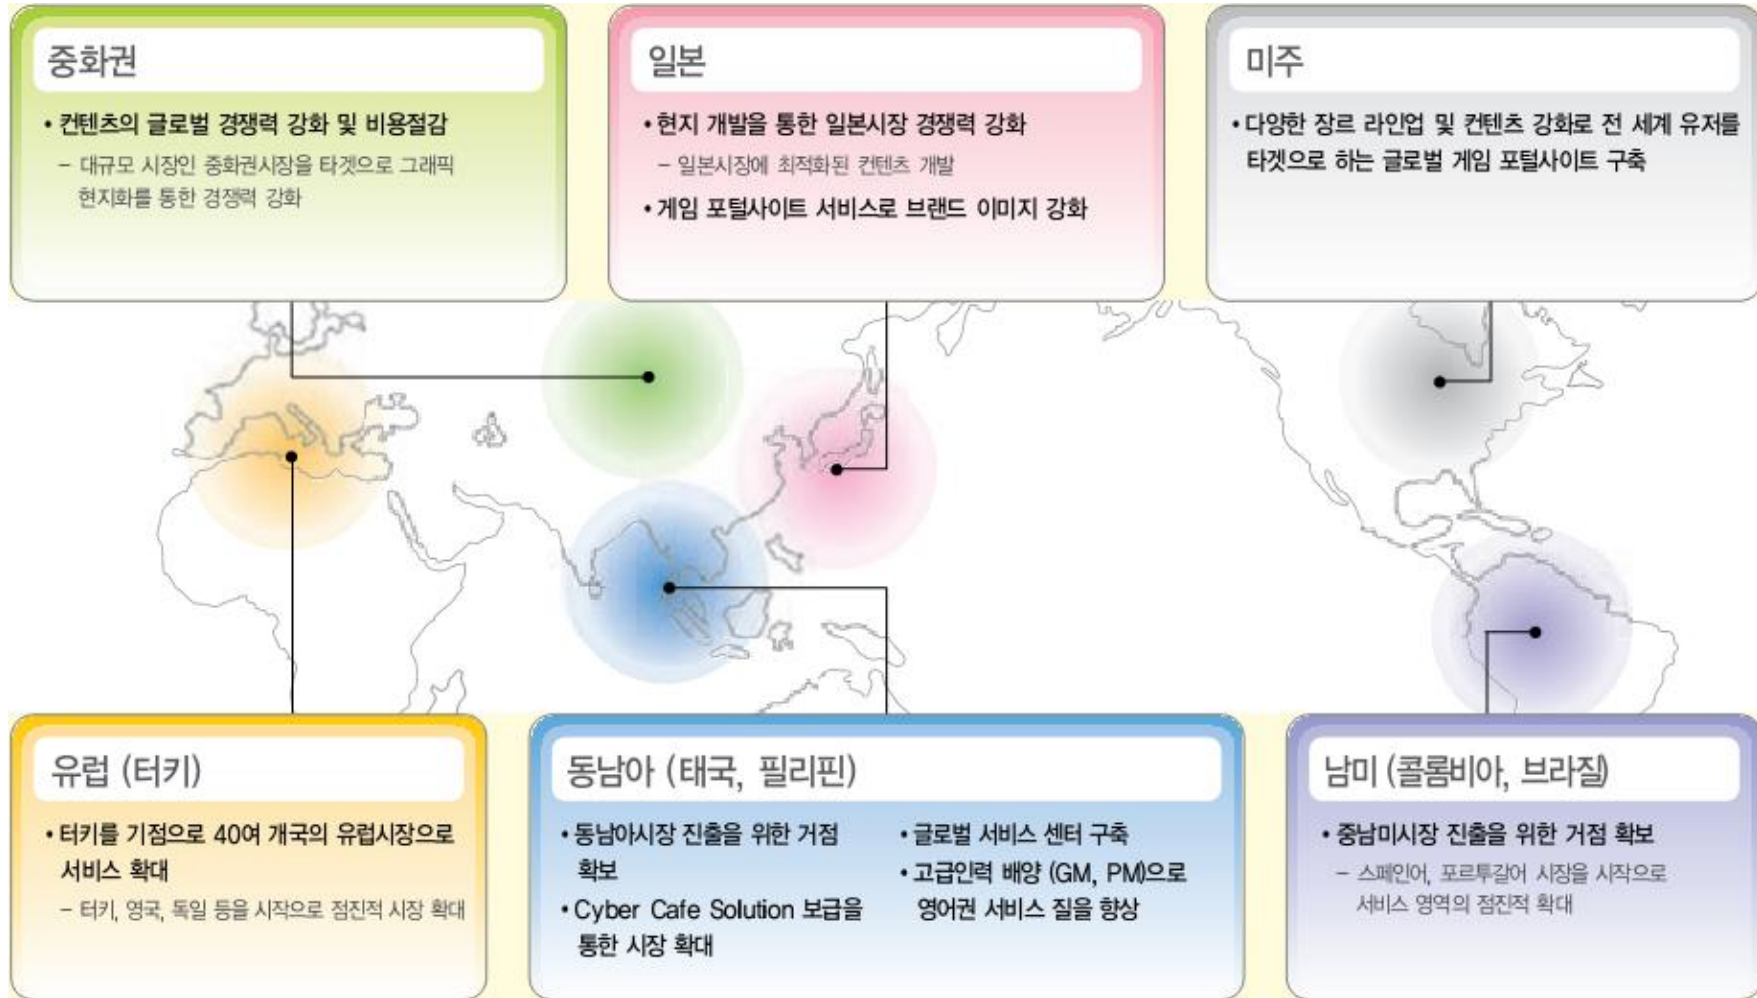 중화권
• 컨텐츠의 글로벌 경쟁력 강화 및 비용절감
– 대규모 시장인 중화권시장을 타겟으로 그래픽
현지화를 통한 경쟁력 강화
일본
• 현지 개발을 통한 일본시장 경쟁력 강화
– 일본시장에 최적화된 컨텐츠 개발
• 게임 포털사이트 서비스로 브랜드 이미지 강화
미주
• 다양한 장르 라인업 및 컨텐츠 강화로 전 세계 유저를
타겟으로 하는 글로벌 게임 포털사이트 구축
유럽 (터키)
• 터키를 기점으로 40여 개국의 유럽시장으로
서비스 확대
– 터키, 영국, 독일 등을 시작으로 점진적 시장 확대
동남아 (태국, 필리핀)
• 동남아시장 진출을 위한 거점
확보
• Cyber Cafe Solution 보급을
통한 시장 확대
• 글로벌 서비스 센터 구축
• 고급인력 배양 (GM, PM)으로
영어권 서비스 질을 향상
남미 (콜롬비아, 브라질)
• 중남미시장 진출을 위한 거점 확보
– 스페인어, 포르투갈어 시장을 시작으로
서비스 영역의 점진적 확대